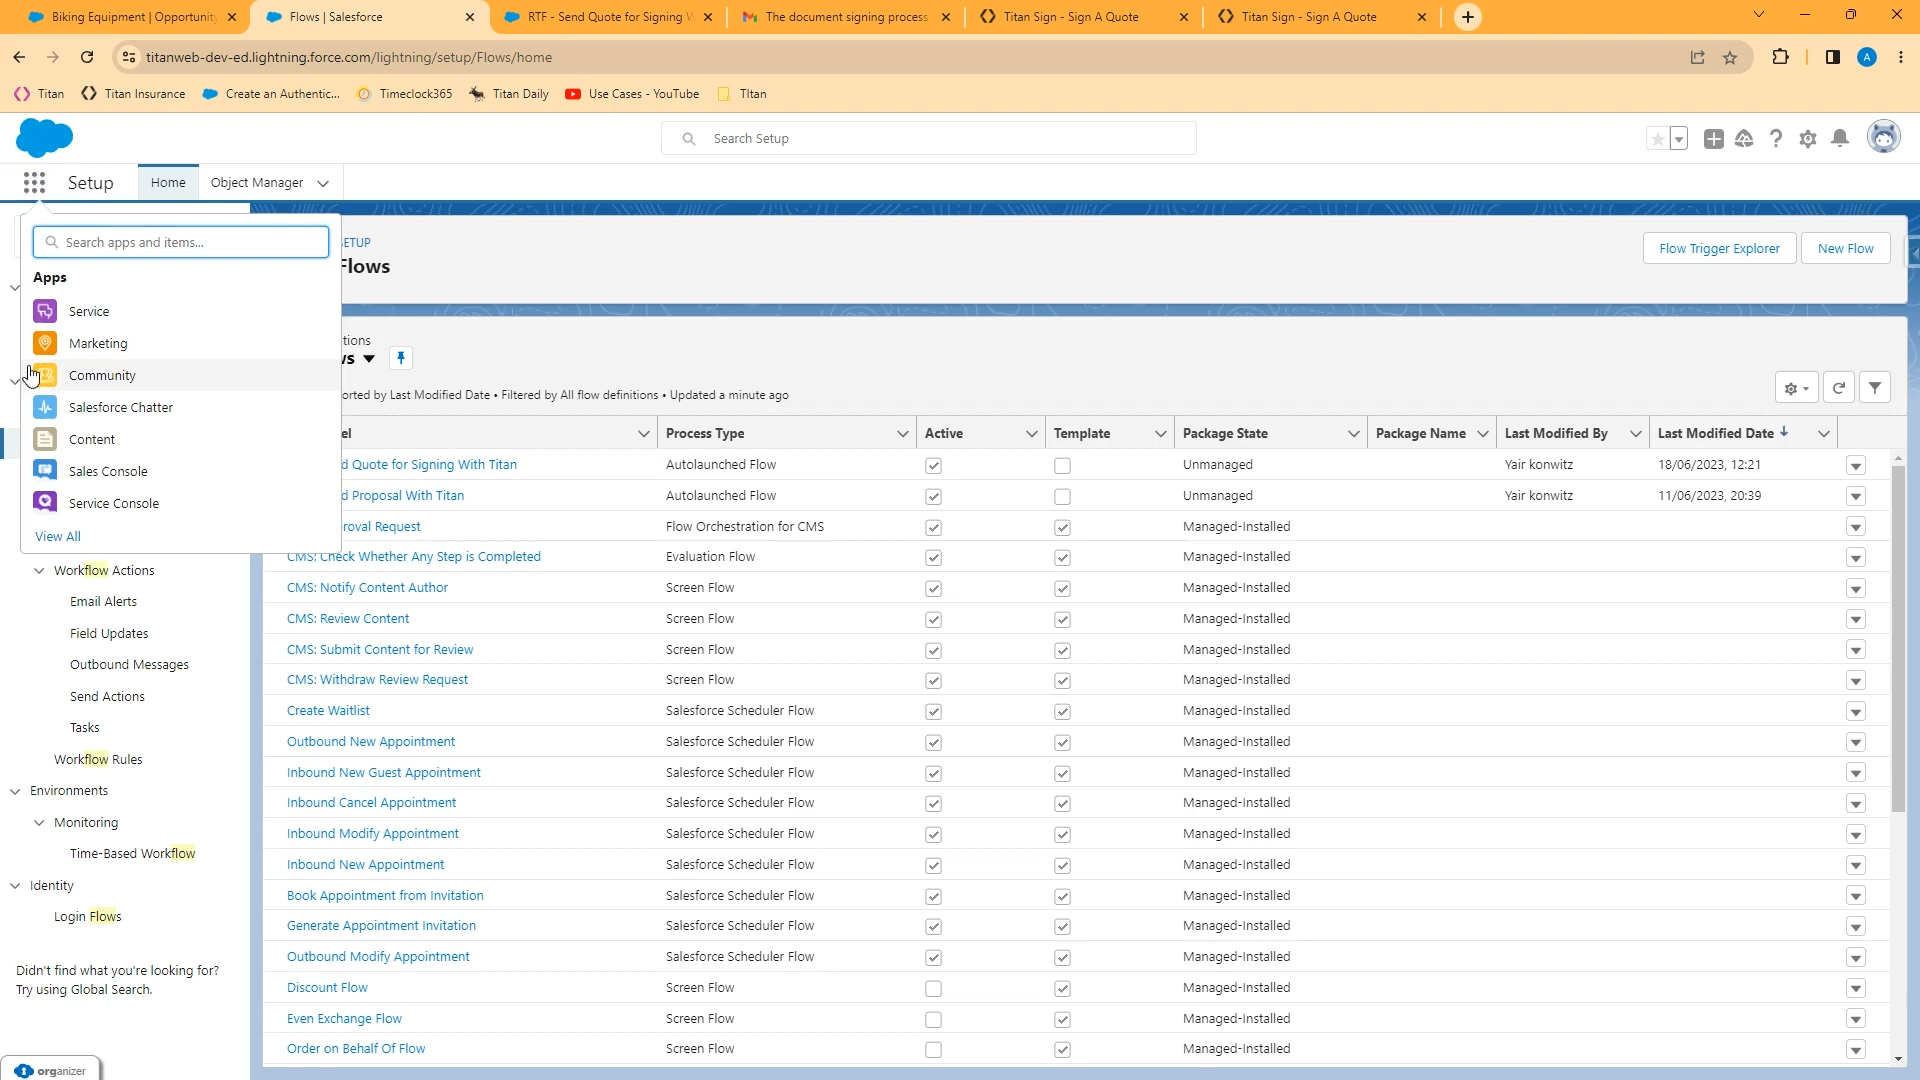 Biking Equipment | Opportunity
Flows | Salesforce
RTF - Send Quote for Signing W
The document signing process
Titan Sign - Sign A Quote
Titan Sign - Sign A Quote
titanweb-dev-ed.lightning.force.com/lightning/setup/Flows/home
A
Titan
Titan Insurance
Create an Authentic...
Timeclock365
Titan Daily
Use Cases - YouTube
TItan
Search Setup
Setup
Home
Object Manager
Search apps and items...
Apps
Service
Marketing
Community
Salesforce Chatter
Content
Sales Console
Service Console
View All
Workflow Actions
Email Alerts
Field Updates
Outbound Messages
Send Actions
Tasks
Workflow Rules
Environments
Monitoring
Time-Based Workflow
Identity
Login Flows
Didn't find what you're looking for?
Try using Global Search.
organizer
SETUP
Flows
Flow Trigger Explorer
New Flow
tions
ws
orted by Last Modified Date • Filtered by All flow definitions • Updated a minute ago
el Process Type Active Template Package State Package Name Last Modified By Last Modified Date
d Quote for Signing With Titan Autolaunched Flow Unmanaged Yair konwitz 18/06/2023, 12:21
d Proposal With Titan Autolaunched Flow Unmanaged Yair konwitz 11/06/2023, 20:39
roval Request Flow Orchestration for CMS Managed-Installed
CMS: Check Whether Any Step is Completed Evaluation Flow Managed-Installed
CMS: Notify Content Author Screen Flow Managed-Installed
CMS: Review Content Screen Flow Managed-Installed
CMS: Submit Content for Review Screen Flow Managed-Installed
CMS: Withdraw Review Request Screen Flow Managed-Installed
Create Waitlist Salesforce Scheduler Flow Managed-Installed
Outbound New Appointment Salesforce Scheduler Flow Managed-Installed
Inbound New Guest Appointment Salesforce Scheduler Flow Managed-Installed
Inbound Cancel Appointment Salesforce Scheduler Flow Managed-Installed
Inbound Modify Appointment Salesforce Scheduler Flow Managed-Installed
Inbound New Appointment Salesforce Scheduler Flow Managed-Installed
Book Appointment from Invitation Salesforce Scheduler Flow Managed-Installed
Generate Appointment Invitation Salesforce Scheduler Flow Managed-Installed
Outbound Modify Appointment Salesforce Scheduler Flow Managed-Installed
Discount Flow Screen Flow Managed-Installed
Even Exchange Flow Screen Flow Managed-Installed
Order on Behalf Of Flow Screen Flow Managed-Installed